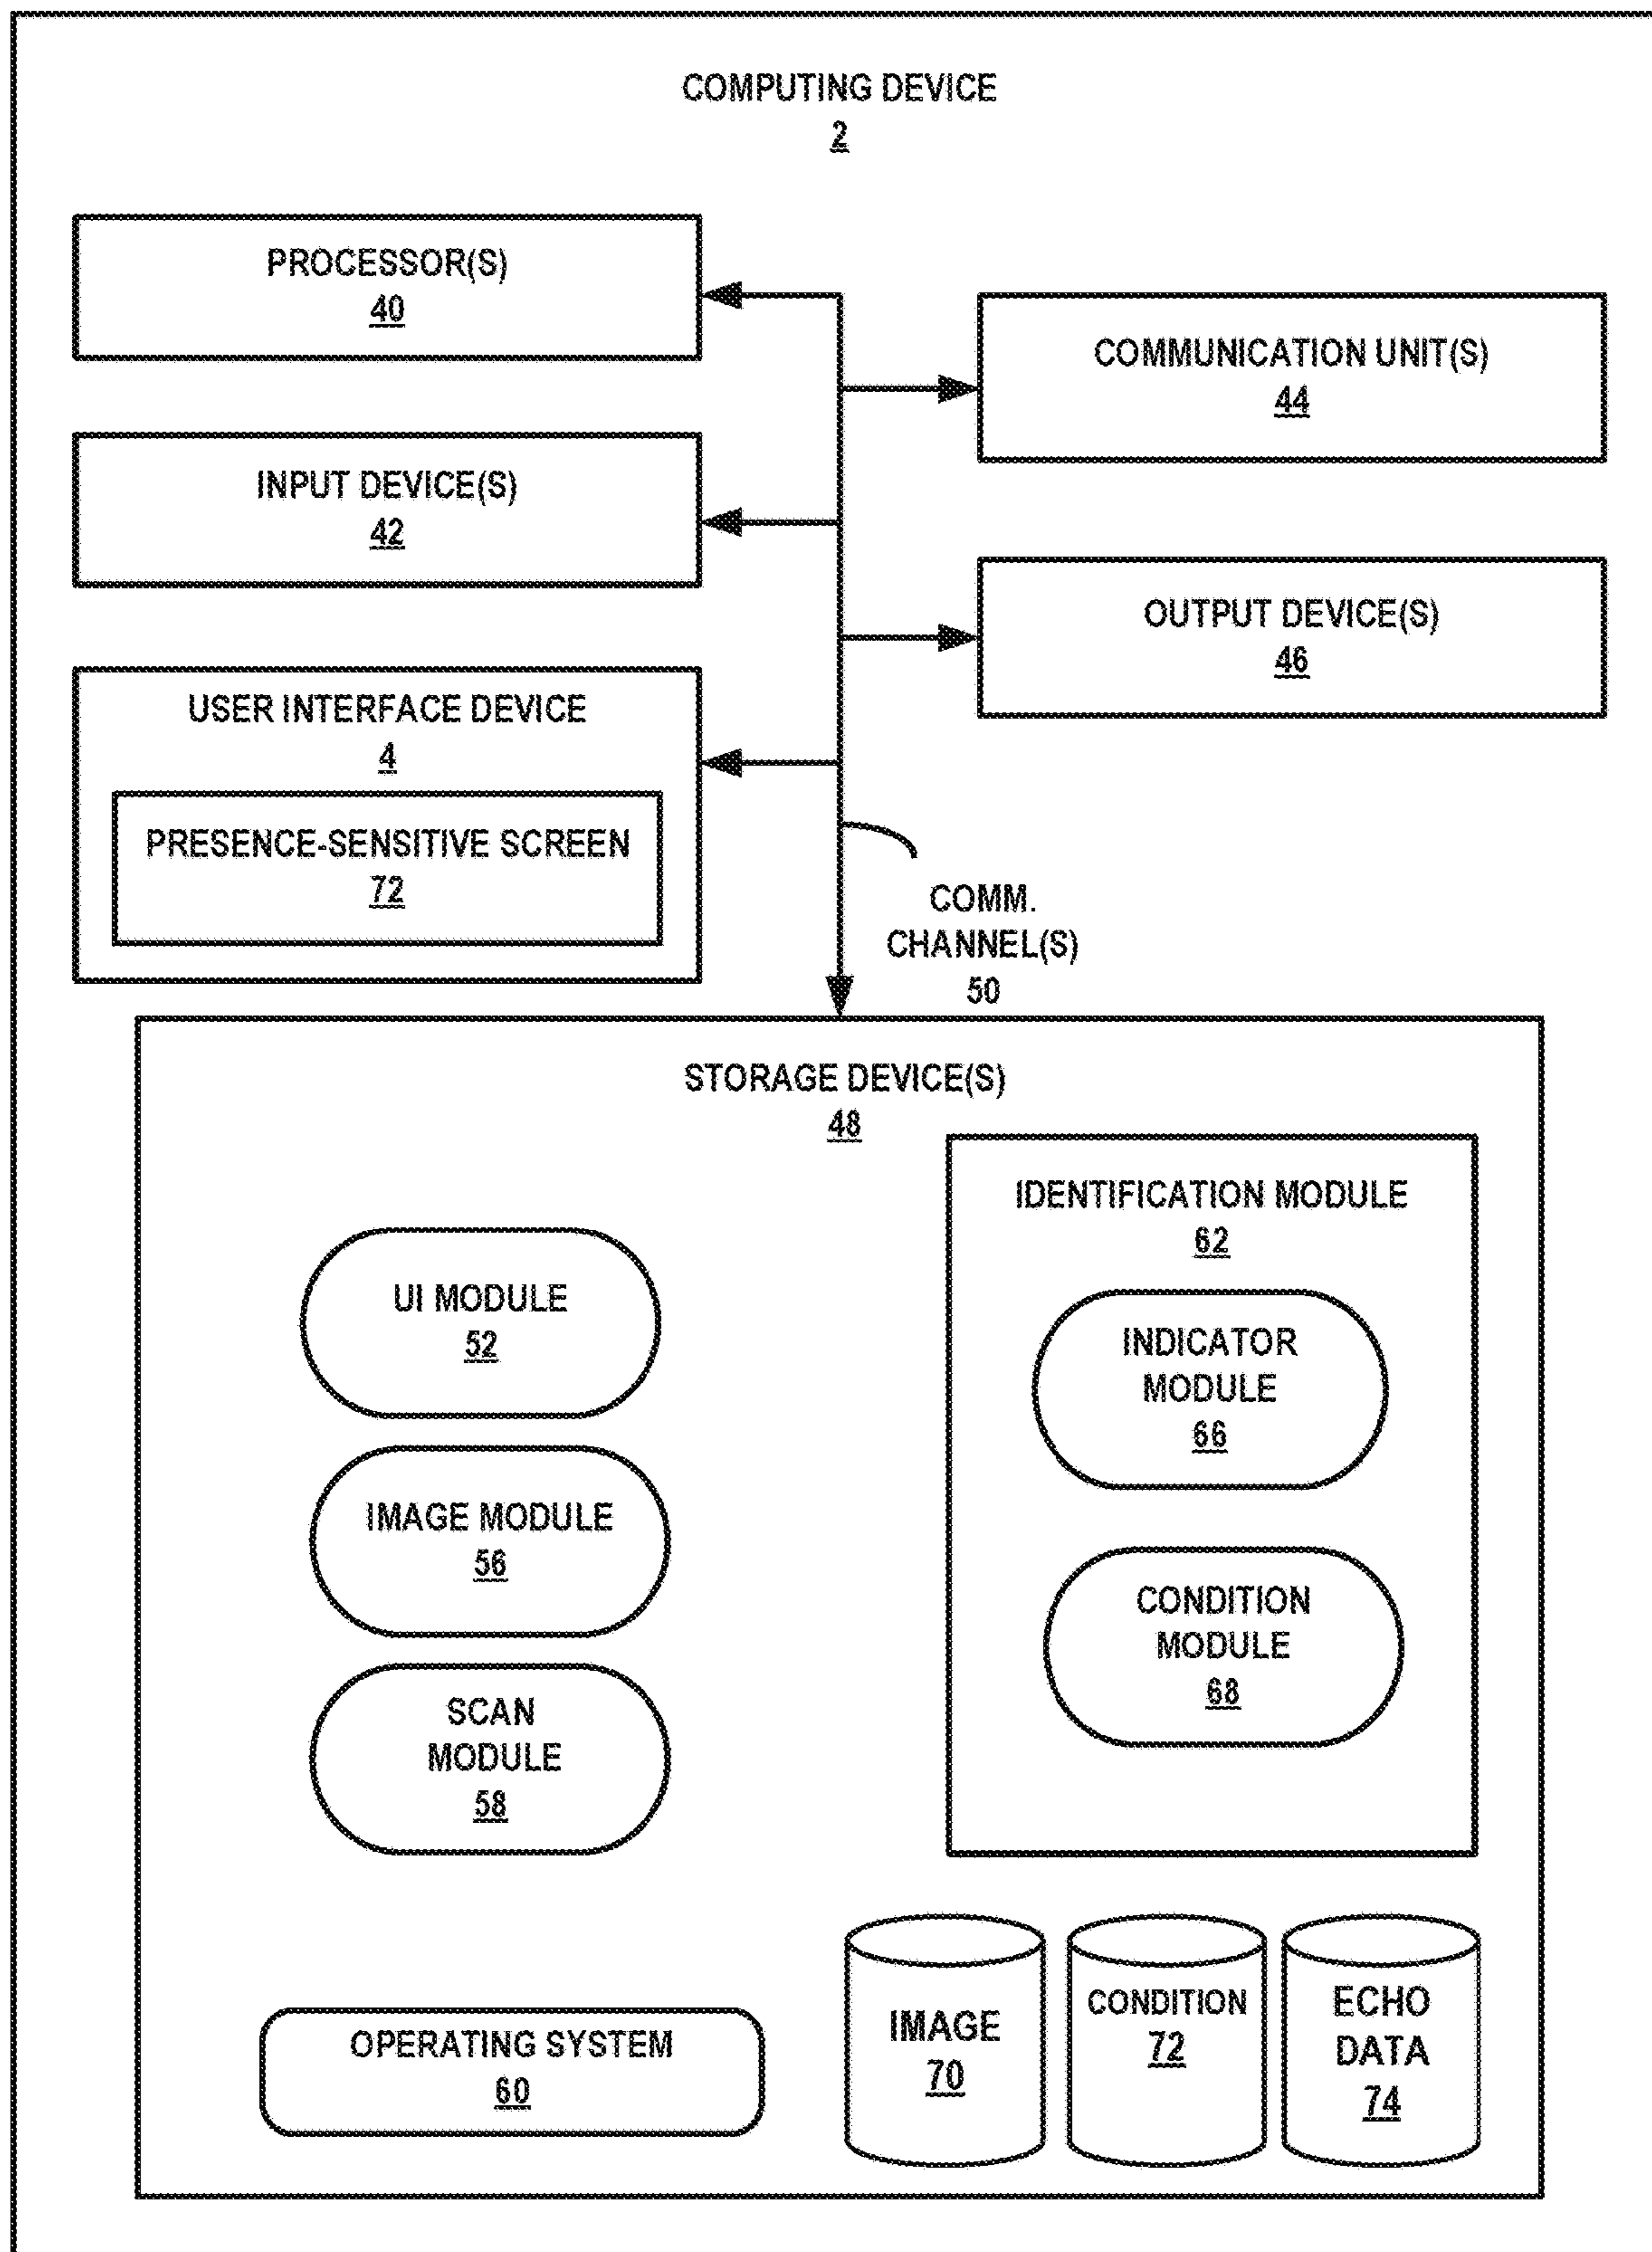 COMPUTING DEVICE
2
PROCESSOR(S)
40
COMMUNICATION UNIT(S)
44
INPUT DEVICE(S)
42
OUTPUT DEVICE(S)
46
USER INTERFACE DEVICE
4
PRESENCE-SENSITIVE SCREEN
72
COMM.
CHANNEL(S)
50
STORAGE DEVICE(S)
48
IDENTIFICATION MODULE
62
UI MODULE
52
INDICATOR
MODULE
66
IMAGE MODULE
56
CONDITION
MODULE
68
SCAN
MODULE
58
OPERATING SYSTEM
60
IMAGE
70
CONDITION
72
ECHO
DATA
74